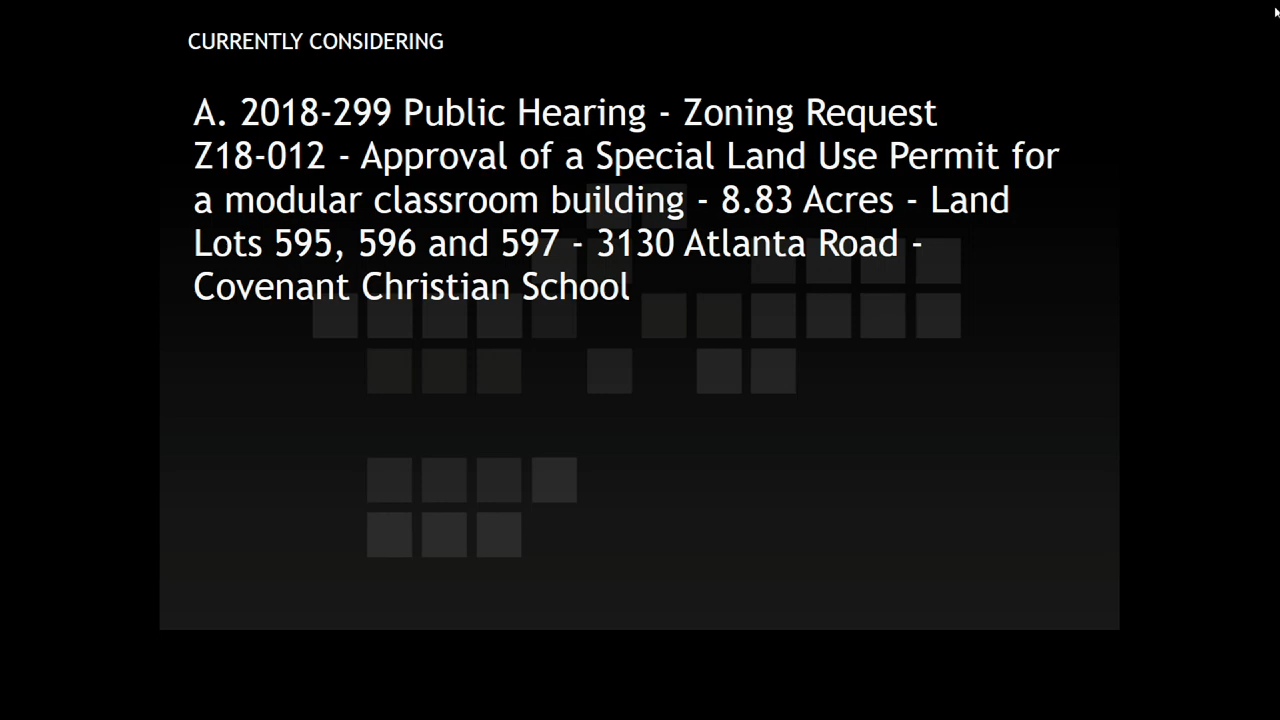 CURRENTLY CONSIDERING
A. 2018-299 Public Hearing - Zoning Request
Z18-012 - Approval of a Special Land Use Permit for
a modular classroom building - 8.83 Acres - Land
Lots 595, 596 and 597 - 3130 Atlanta Road -
Covenant Christian School